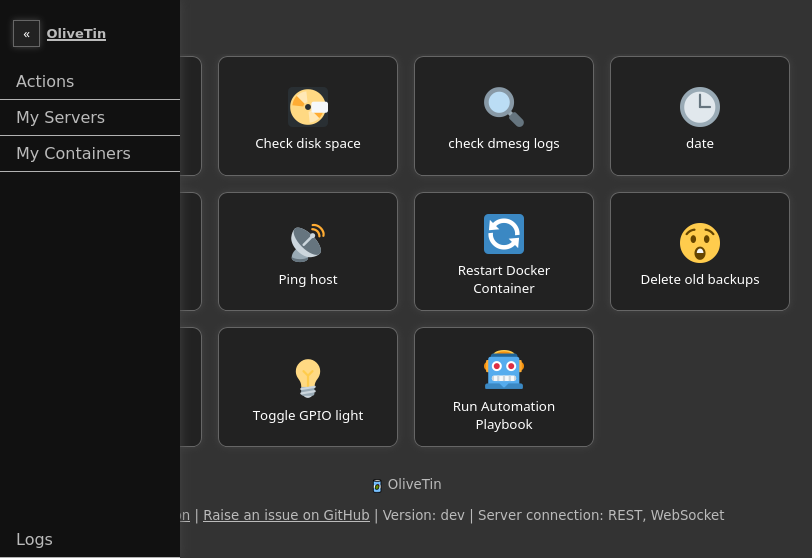 « OliveTin
Actions
My Servers
My Containers
Logs
Check disk space
check dmesg logs
date
Ping host
Restart Docker
Container
Delete old backups
Toggle GPIO light
Run Automation
Playbook
OliveTin
| Raise an issue on GitHub | Version: dev | Server connection: REST, WebSocket